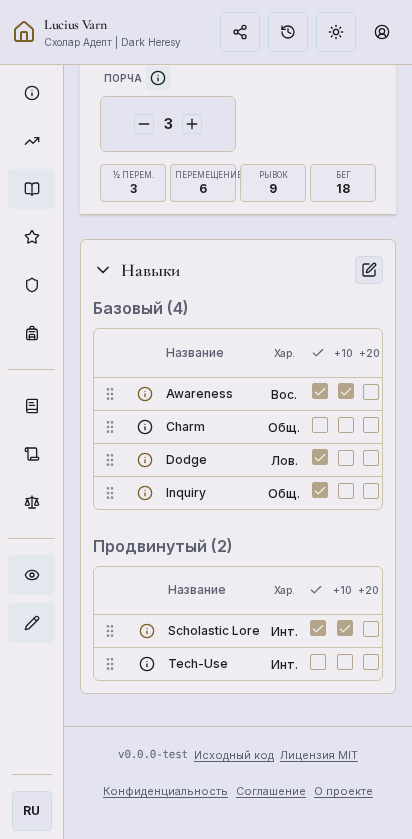 Lucius Varn
Схолар Адепт | Dark Heresy
ПОРЧА
3
½ ПЕРЕМ. ПЕРЕМЕЩЕНИЕ РЫВОК БЕГ
3 6 9 18
Навыки
Базовый (4)
Название Хар. +10 +20
Awareness Вос.
Charm Общ.
Dodge Лов.
Inquiry Общ.
Продвинутый (2)
Название Хар. +10 +20
Scholastic Lore Инт.
Tech-Use Инт.
v0.0.0-test Исходный код Лицензия MIT
Конфиденциальность Соглашение О проекте
RU